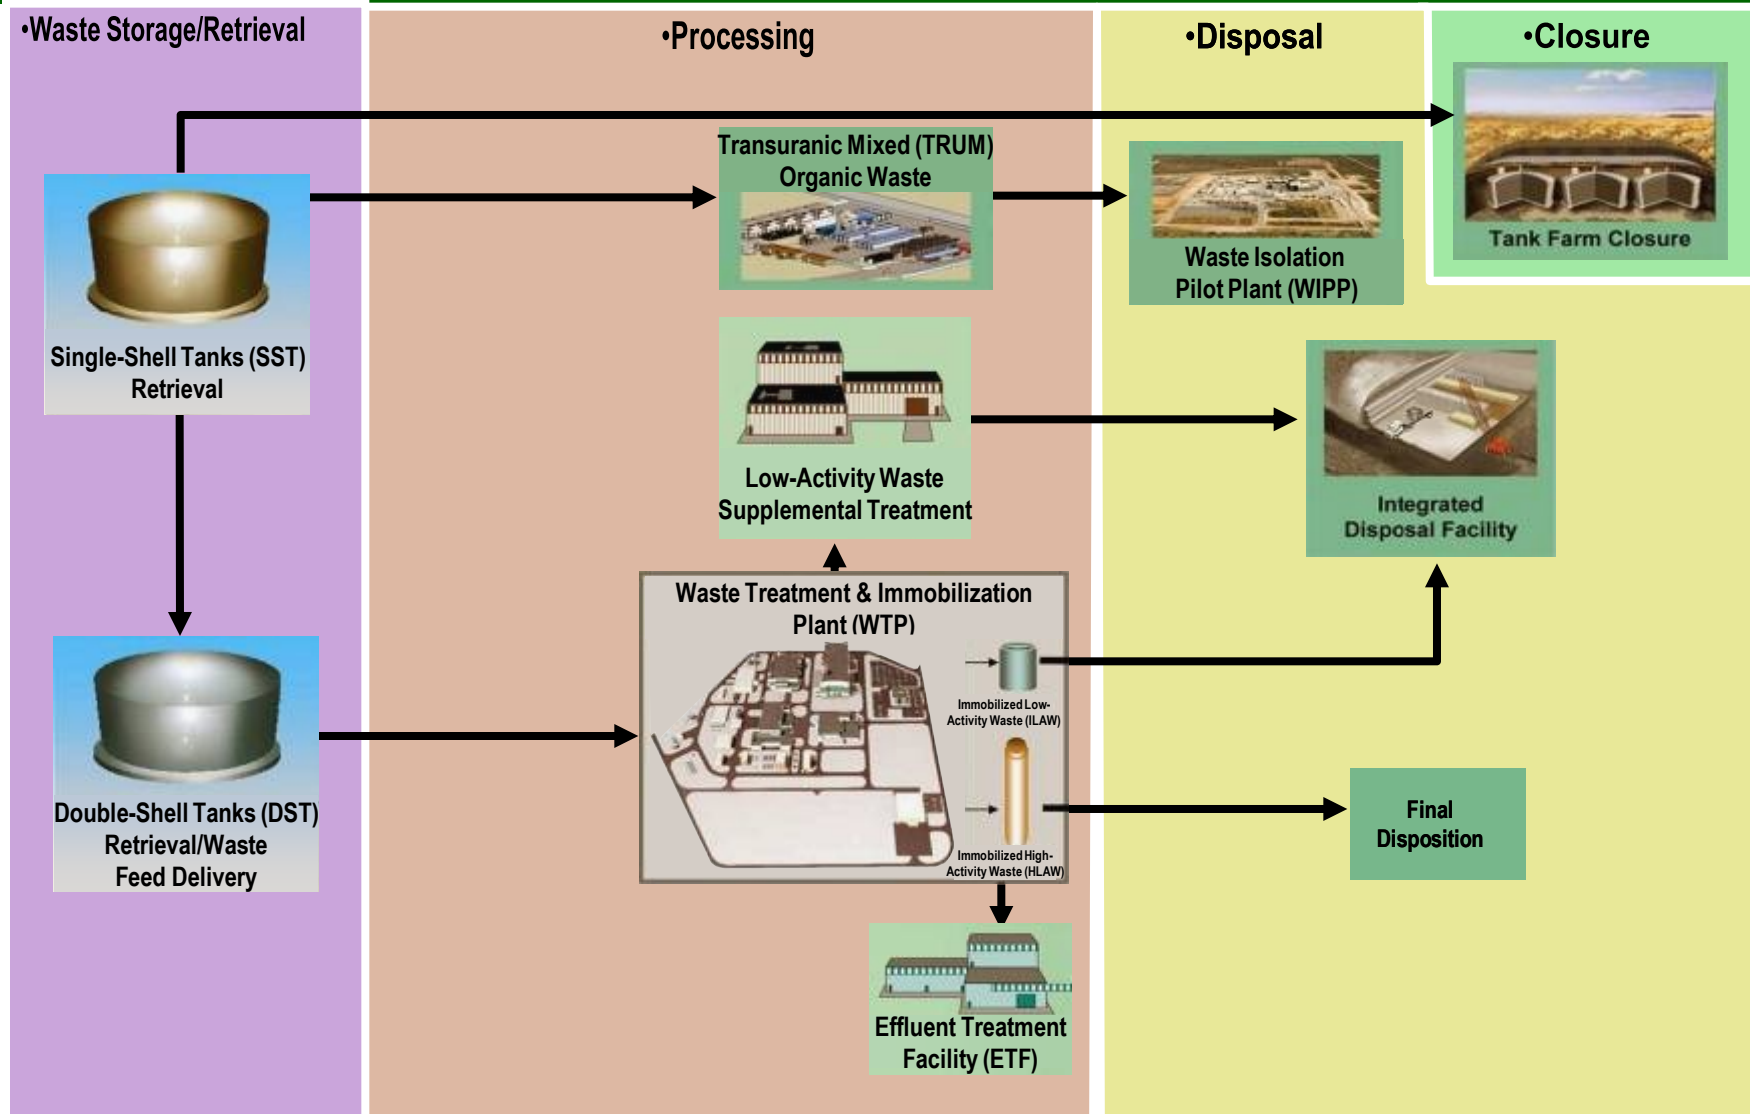 •Waste Storage/Retrieval
•Processing
•Disposal
•Closure
Transuranic Mixed (TRUM)
Organic Waste
Waste Isolation
Pilot Plant (WIPP)
Tank Farm Closure
Single-Shell Tanks (SST)
Retrieval
Low-Activity Waste
Supplemental Treatment
Integrated
Disposal Facility
Waste Treatment & Immobilization
Plant (WTP)
Immobilized Low-
Activity Waste (ILAW)
Double-Shell Tanks (DST)
Retrieval/Waste
Feed Delivery
Immobilized High-
Activity Waste (HLAW)
Final
Disposition
Effluent Treatment
Facility (ETF)